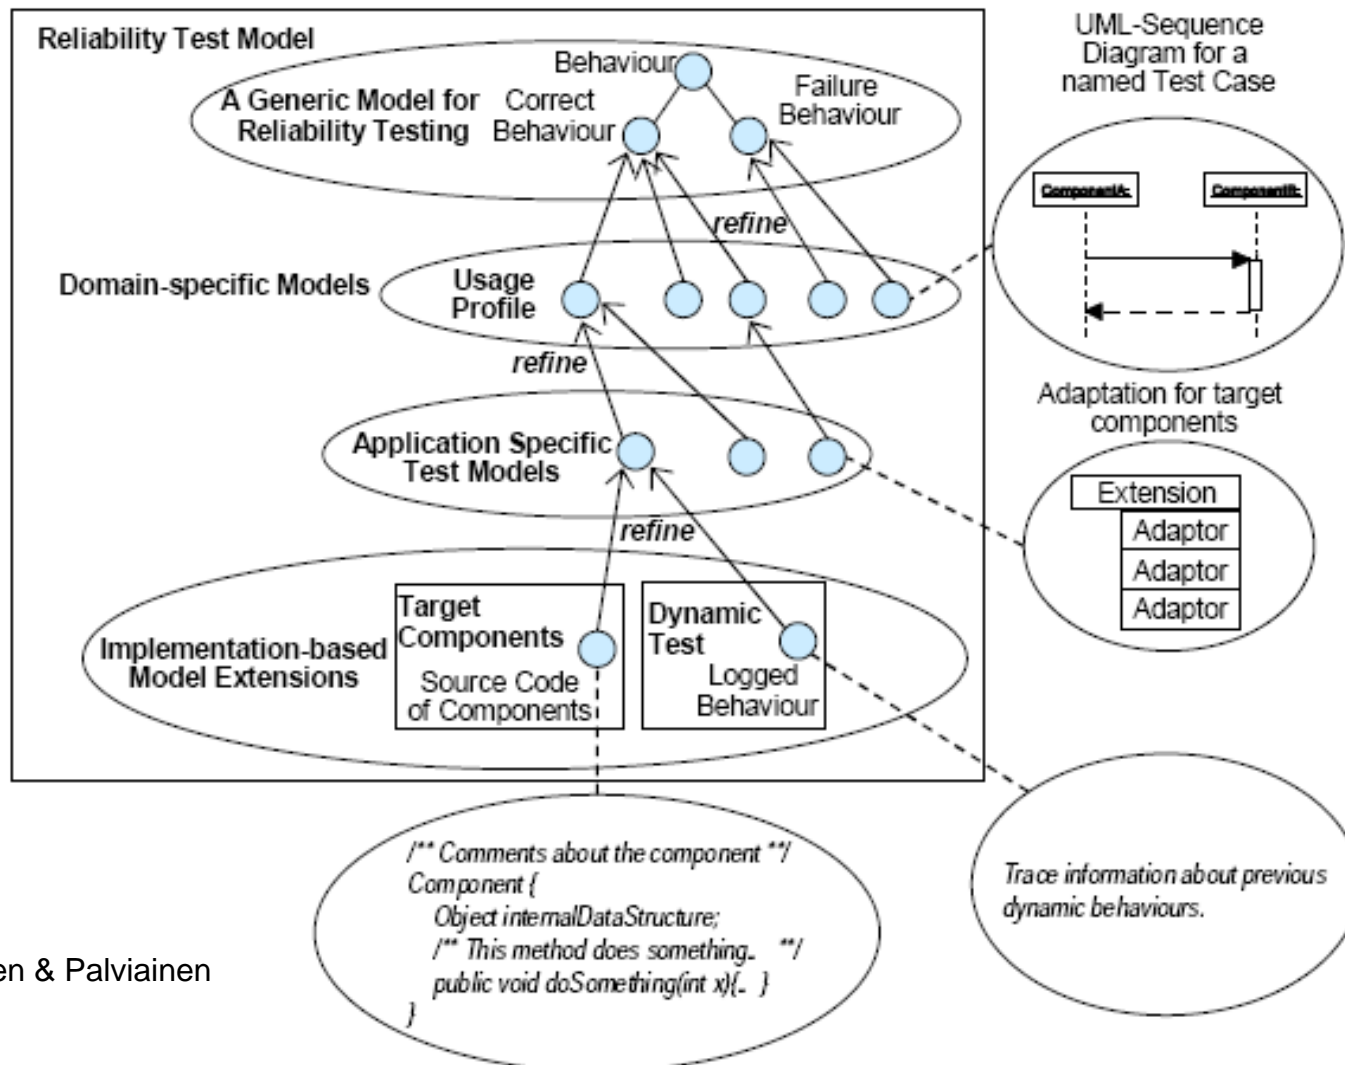 Reliability Test Model
Behaviour
A Generic Model for
Reliability Testing
Correct
Behaviour
Failure
Behaviour
refine
Domain-specific Models
Usage
Profile
refine
Application Specific
Test Models
refine
Implementation-based
Model Extensions
Target
Components
Source Code
of Components
Dynamic
Test
Logged
Behaviour
UML-Sequence
Diagram for a
named Test Case
ComponentA:
ComponentB:
Adaptation for target
components
Extension
Adaptor
Adaptor
Adaptor
/** Comments about the component **/
Component {
Object internalDataStructure;
/** This method does something.. **/
public void doSomething(int x){.. }
}
Trace information about previous
dynamic behaviours.
en & Palviainen